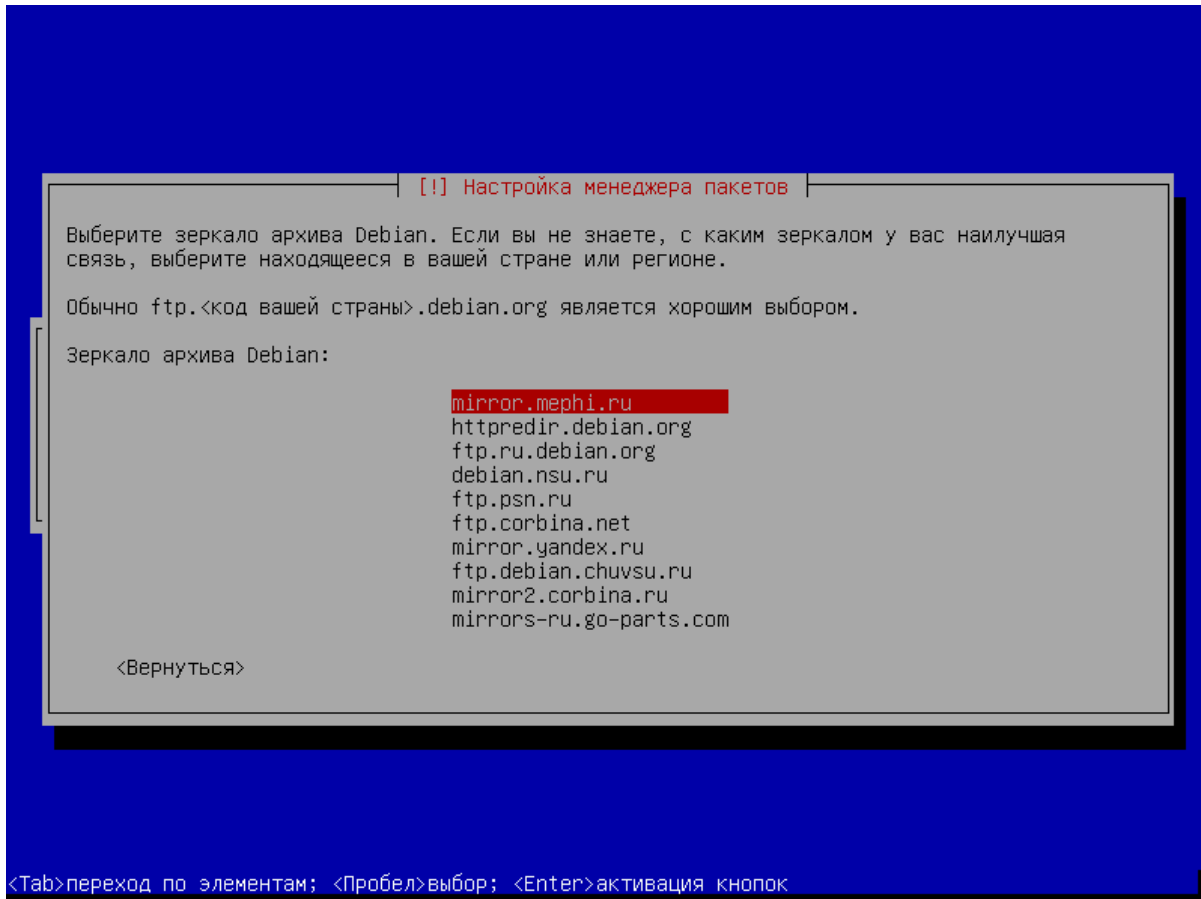 [!] Настройка менеджера пакетов
Выберите зеркало архива Debian. Если вы не знаете, с каким зеркалом у вас наилучшая
связь, выберите находящееся в вашей стране или регионе.
Обычно ftp.<код вашей страны>.debian.org является хорошим выбором.
Зеркало архива Debian:
mirror.mephi.ru
httpredir.debian.org
ftp.ru.debian.org
debian.nsu.ru
ftp.psn.ru
ftp.corbina.net
mirror.yandex.ru
ftp.debian.chuvsu.ru
mirror2.corbina.ru
mirrors-ru.go-parts.com
<Вернуться>
<Tab>переход по элементам; <Пробел>выбор; <Enter>активация кнопок